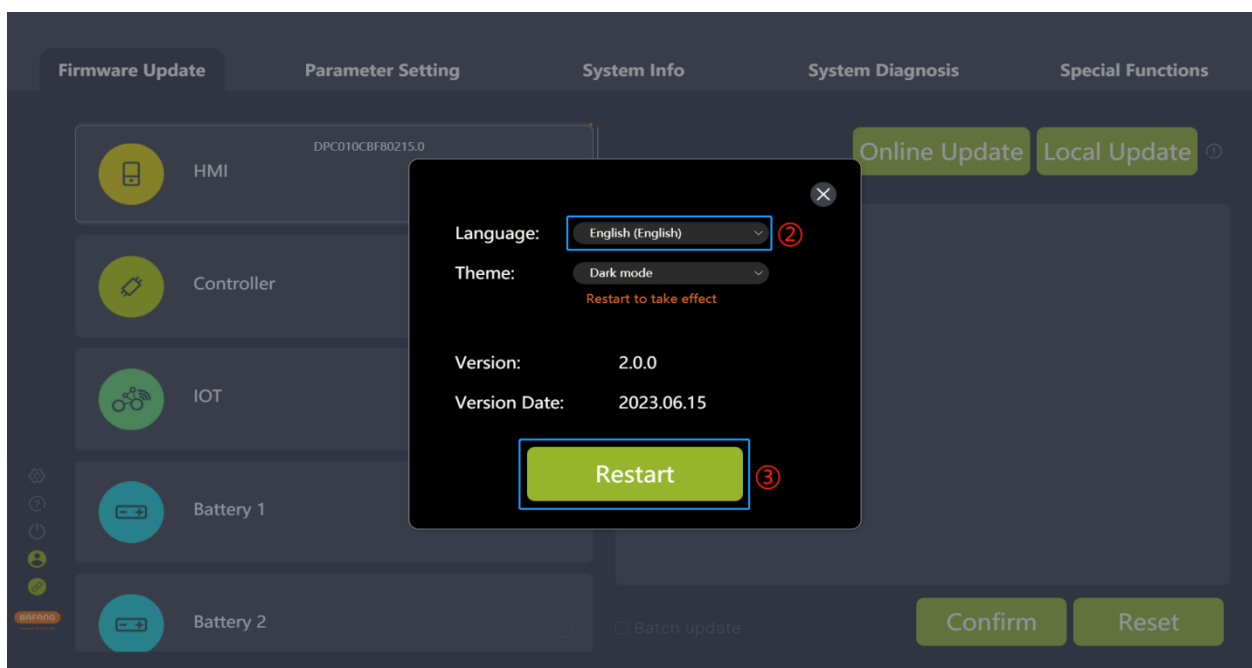 Firmware Update Parameter Setting System Info System Diagnosis Special Functions
DPC010CBF80215.0
HMI
Online Update Local Update
Language: English (English) ②
Theme: Dark mode
Restart to take effect
Controller
Version: 2.0.0
Version Date: 2023.06.15
IOT
Restart ③
Battery 1
BAFANG
Battery 2
Batch update
Confirm Reset